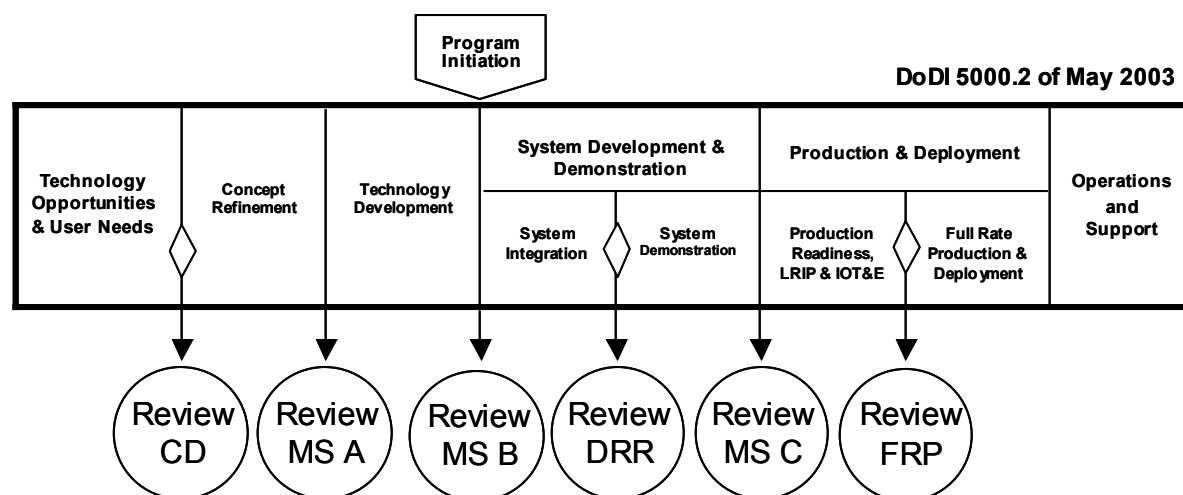 Program
Initiation
DoDI 5000.2 of May 2003
Technology
Opportunities
& User Needs
Concept
Refinement
Technology
Development
System Development &
Demonstration
System
Integration
System
Demonstration
Production & Deployment
Production
Readiness,
LRIP & IOT&E
Full Rate
Production &
Deployment
Operations
and
Support
Review
CD
Review
MS A
Review
MS B
Review
DRR
Review
MS C
Review
FRP